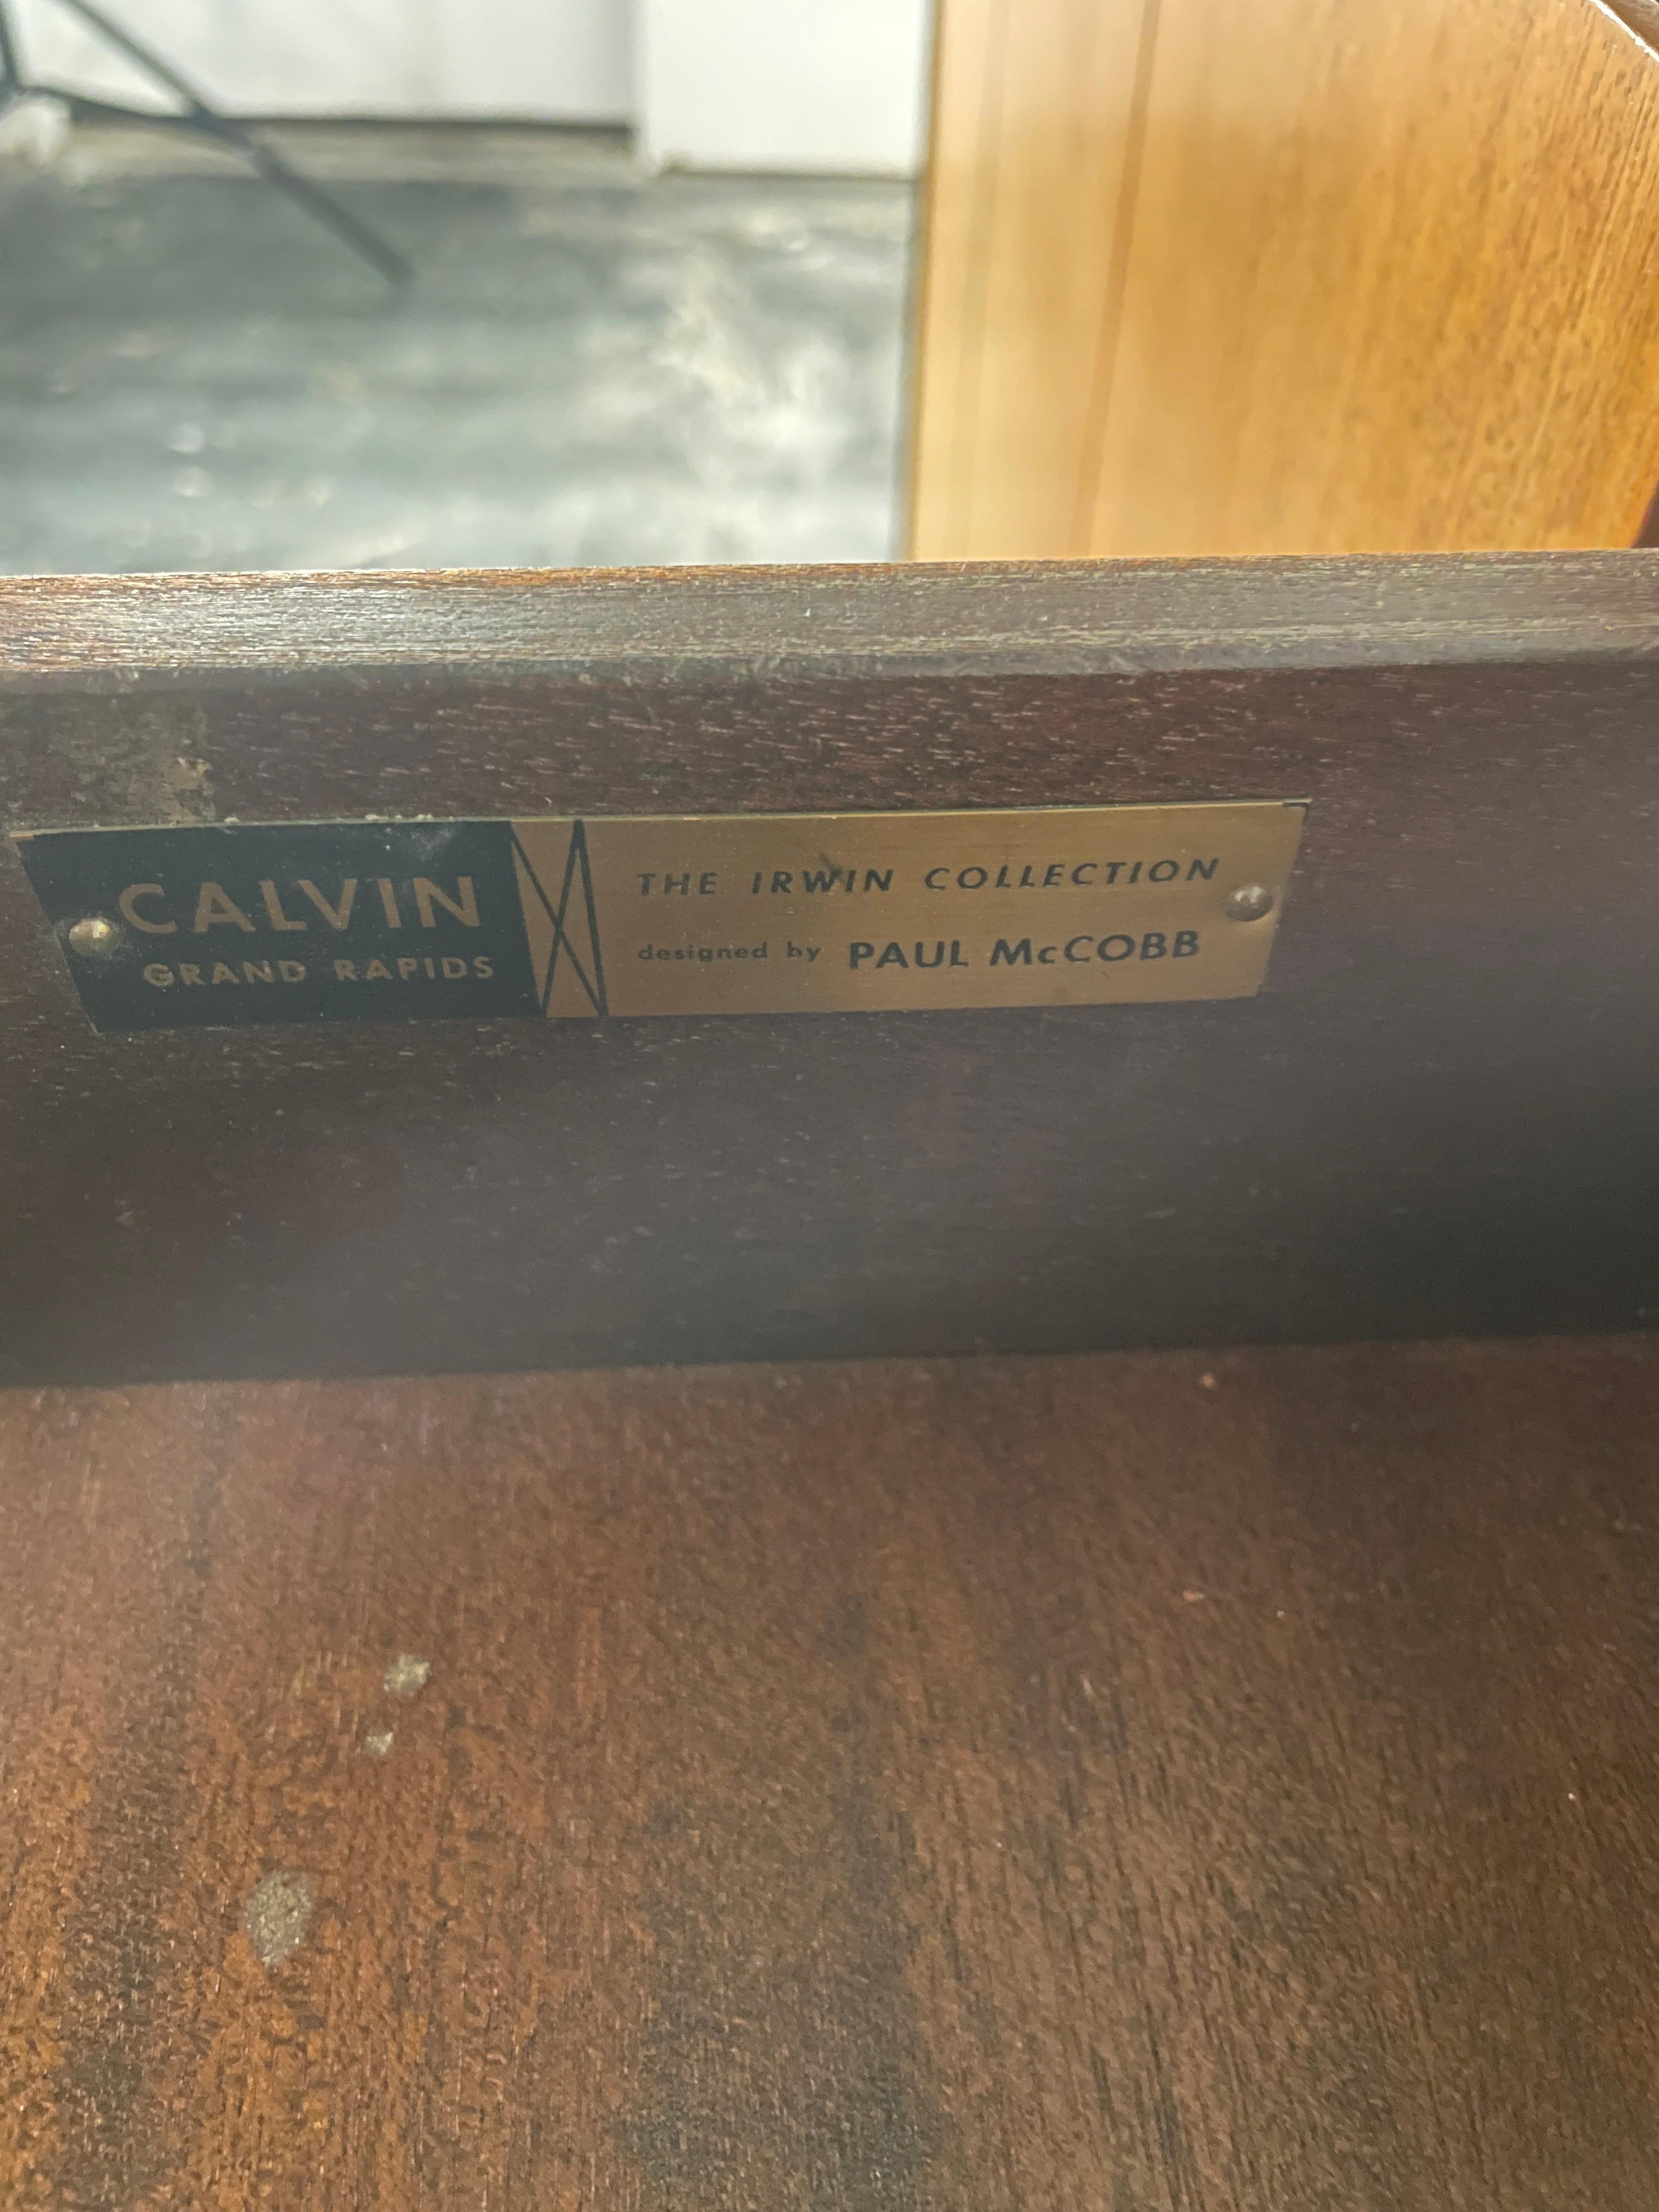 CALVIN
GRAND RAPIDS
THE IRWIN COLLECTION
designed by PAUL McCOBB